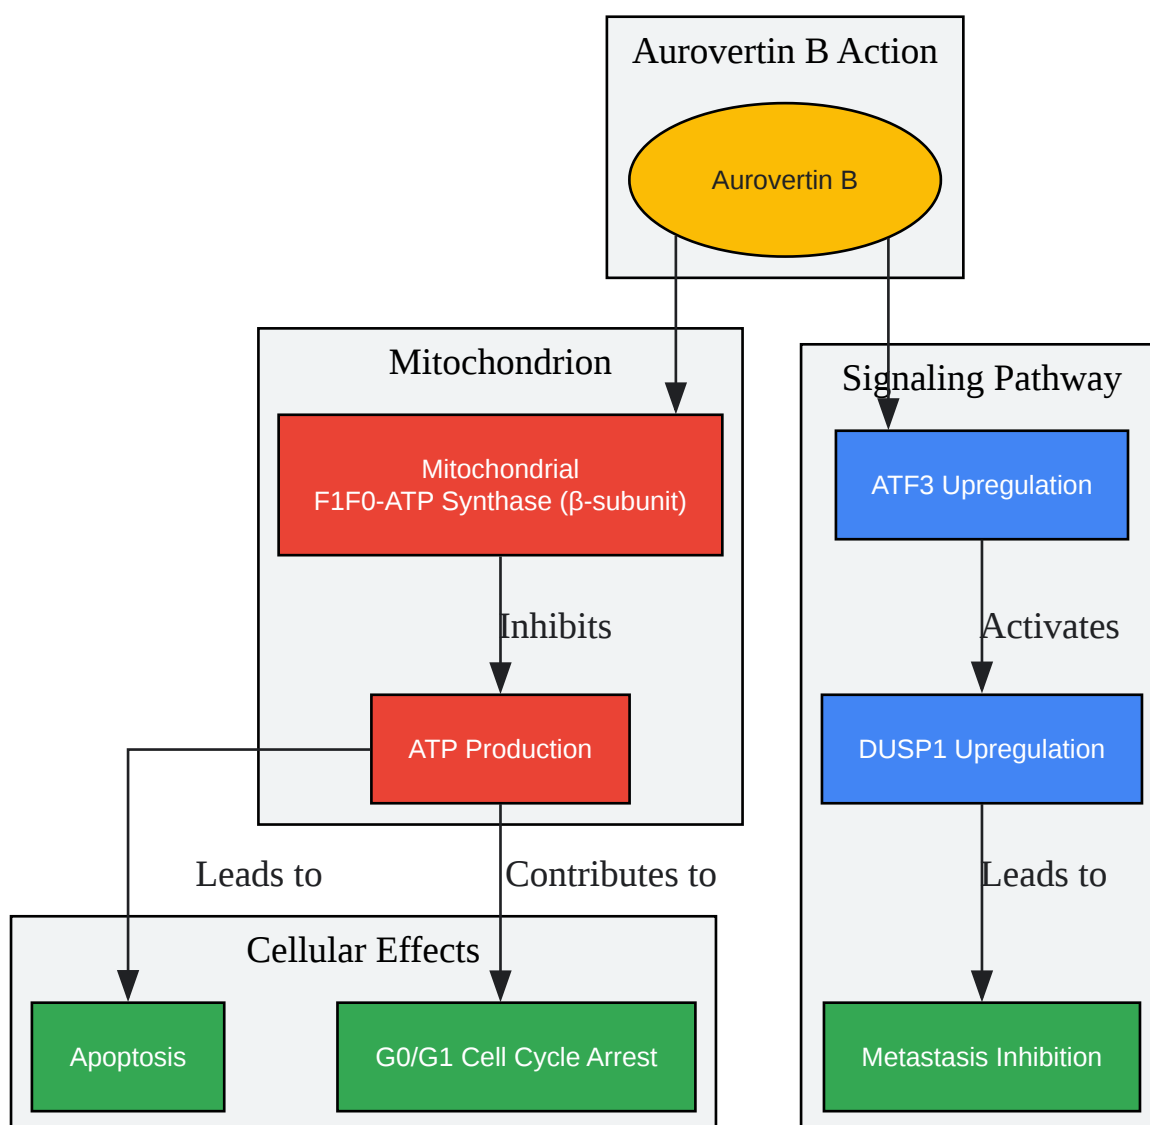 Aurovertin B Action
Aurovertin B
Mitochondrion
Signaling Pathway
Mitochondrial
F1F0-ATP Synthase (β-subunit)
ATF3 Upregulation
Inhibits
Activates
ATP Production
DUSP1 Upregulation
Leads to
Contributes to
Leads to
Cellular Effects
Apoptosis
G0/G1 Cell Cycle Arrest
Metastasis Inhibition